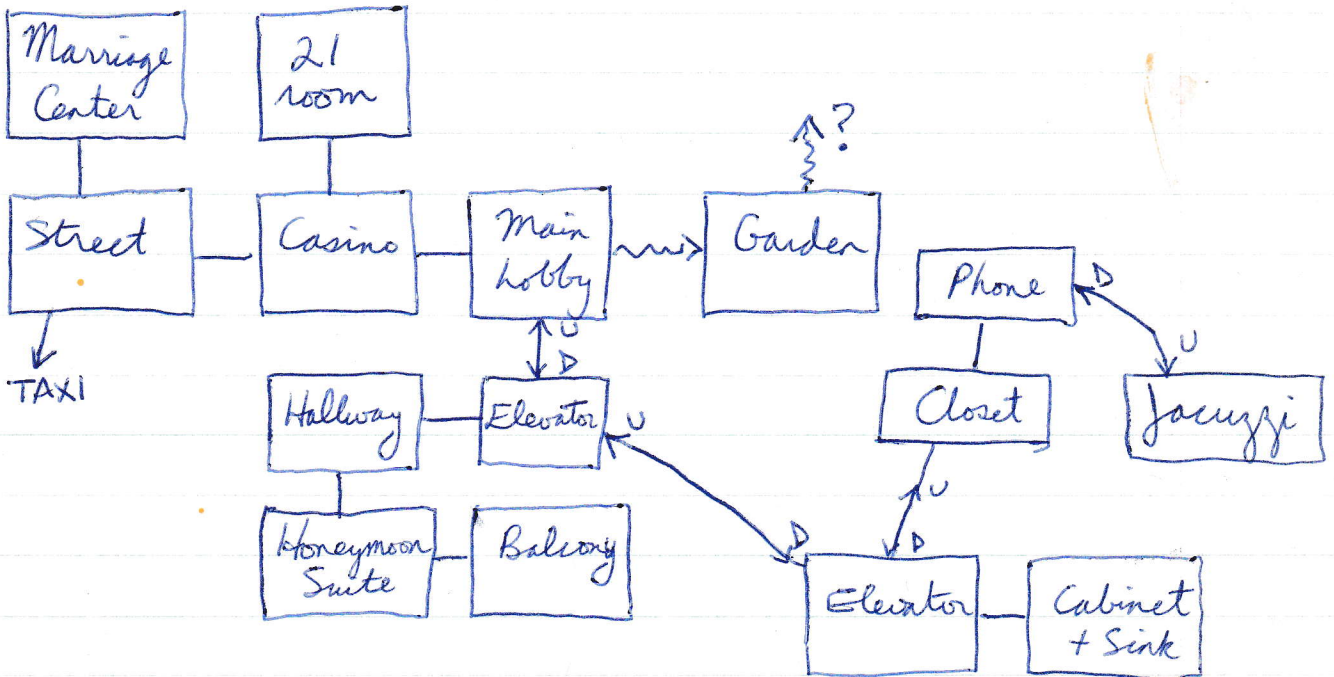 Marriage
Center
21
room
?
Street
Casino
Main
Lobby
Garden
Phone
D
U
TAXI
U
D
Hallway
Elevator
U
Closet
Jacuzzi
U
D
D
Honeymoon
Suite
Balcony
Elevator
Cabinet
+ Sink